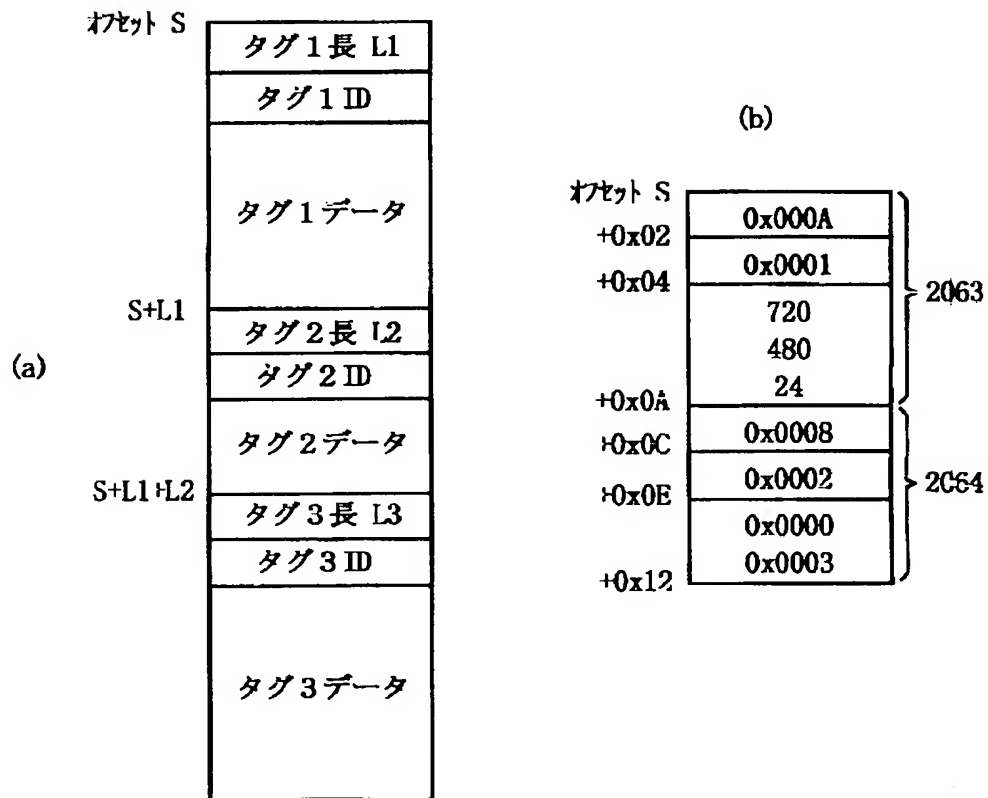 オフセット S
タグ1長 L1
タグ1 ID
タグ1データ
S+L1
タグ2長 L2
タグ2 ID
(a)
タグ2データ
S+L1+L2
タグ3長 L3
タグ3 ID
タグ3データ
(b)
オフセット S
0x000A
+0x02
0x0001
+0x04
720
480
24
2063
+0x0A
0x0008
+0x0C
0x0002
+0x0E
0x0000
0x0003
2064
+0x12